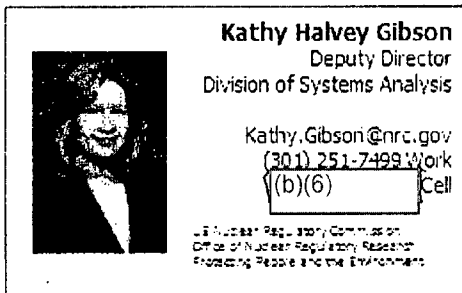 Kathy Halvey Gibson
Deputy Director
Division of Systems Analysis
Kathy.Gibson@nrc.gov
(301) 251-7499 Work
(b)(6) Cell
US Nuclear Regulatory Commission
Office of Nuclear Regulatory Research
Protecting People and the Environment